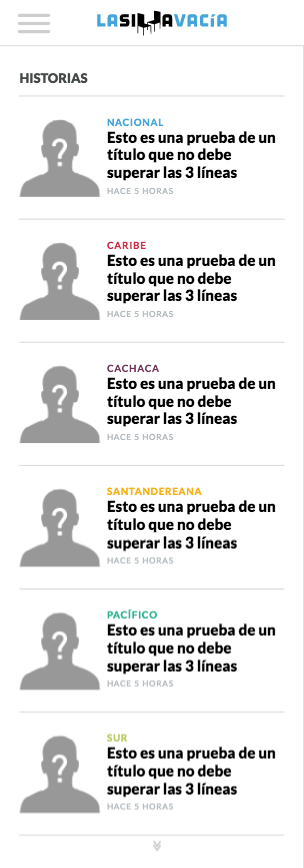 LASILLAVACÍA
HISTORIAS
NACIONAL
Esto es una prueba de un
título que no debe
superar las 3 líneas
HACE 5 HORAS
CARIBE
Esto es una prueba de un
título que no debe
superar las 3 líneas
HACE 5 HORAS
CACHACA
Esto es una prueba de un
título que no debe
superar las 3 líneas
HACE 5 HORAS
SANTANDEREANA
Esto es una prueba de un
título que no debe
superar las 3 líneas
HACE 5 HORAS
PACÍFICO
Esto es una prueba de un
título que no debe
superar las 3 líneas
HACE 5 HORAS
SUR
Esto es una prueba de un
título que no debe
superar las 3 líneas
HACE 5 HORAS